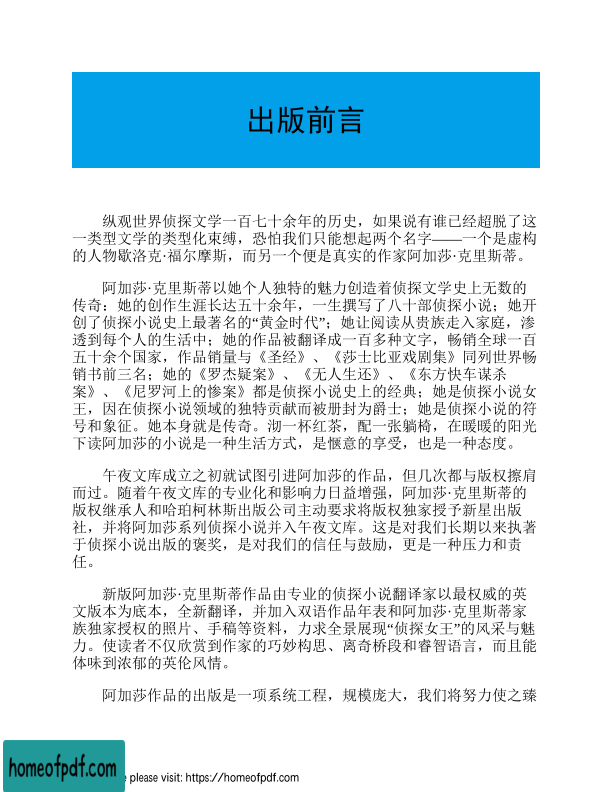 出版前言
纵观世界侦探文学一百七十余年的历史，如果说有谁已经超脱了这
一类型文学的类型化束缚，恐怕我们只能想起两个名字——一个是虚构
的人物歇洛克·福尔摩斯，而另一个便是真实的作家阿加莎·克里斯蒂。
阿加莎·克里斯蒂以她个人独特的魅力创造着侦探文学史上无数的
传奇：她的创作生涯长达五十余年，一生撰写了八十部侦探小说；她开
创了侦探小说史上最著名的“黄金时代”；她让阅读从贵族走入家庭，渗
透到每个人的生活中；她的作品被翻译成一百多种文字，畅销全球一百
五十余个国家，作品销量与《圣经》、《莎士比亚戏剧集》同列世界畅
销书前三名；她的《罗杰疑案》、《无人生还》、《东方快车谋杀
案》、《尼罗河上的惨案》都是侦探小说史上的经典；她是侦探小说女
王，因在侦探小说领域的独特贡献而被册封为爵士；她是侦探小说的符
号和象征。她本身就是传奇。沏一杯红茶，配一张躺椅，在暖暖的阳光
下读阿加莎的小说是一种生活方式，是惬意的享受，也是一种态度。
午夜文库成立之初就试图引进阿加莎的作品，但几次都与版权擦肩
而过。随着午夜文库的专业化和影响力日益增强，阿加莎·克里斯蒂的
版权继承人和哈珀柯林斯出版公司主动要求将版权独家授予新星出版
社，并将阿加莎系列侦探小说并入午夜文库。这是对我们长期以来执著
于侦探小说出版的褒奖，是对我们的信任与鼓励，更是一种压力和责
任。
新版阿加莎·克里斯蒂作品由专业的侦探小说翻译家以最权威的英
文版本为底本，全新翻译，并加入双语作品年表和阿加莎·克里斯蒂家
族独家授权的照片、手稿等资料，力求全景展现“侦探女王”的风采与魅
力。使读者不仅欣赏到作家的巧妙构思、离奇桥段和睿智语言，而且能
体味到浓郁的英伦风情。
阿加莎作品的出版是一项系统工程，规模庞大，我们将努力使之臻
homeofpdf.com
please visit: https://homeofpdf.com